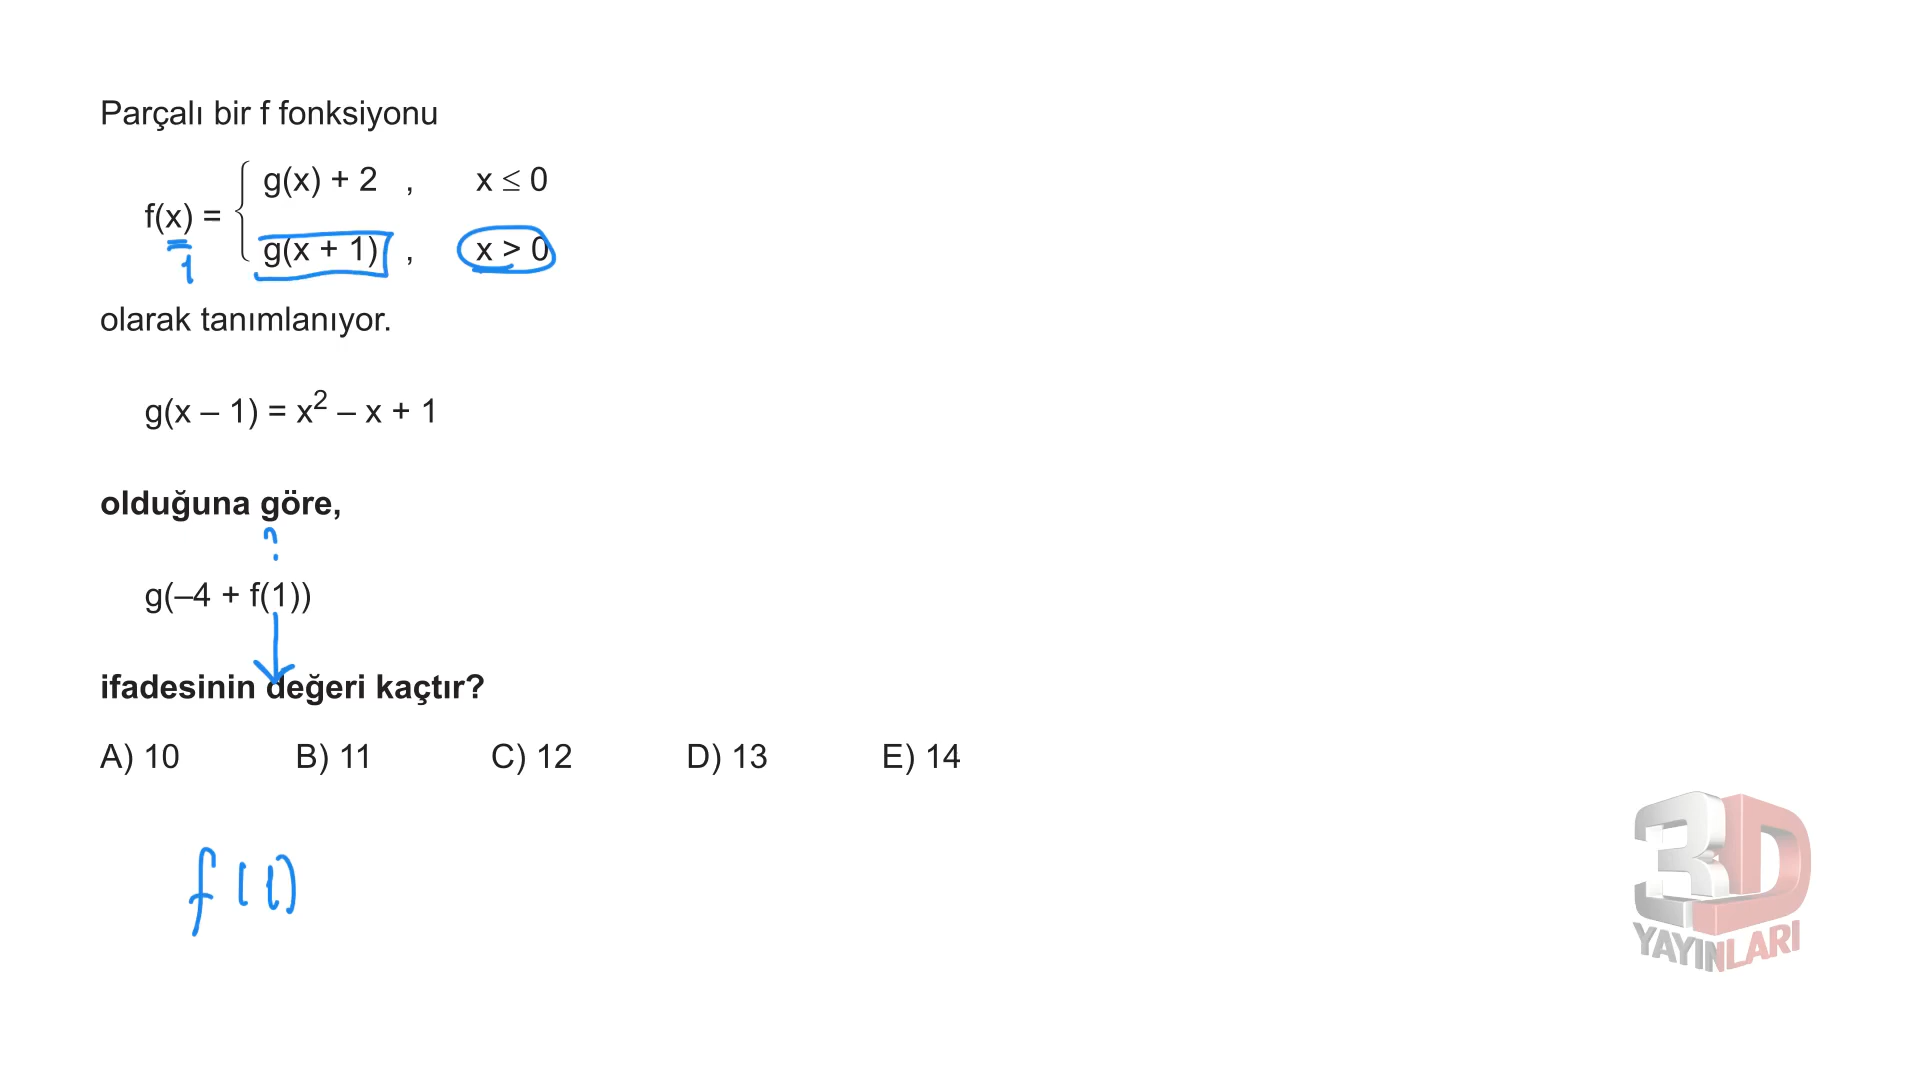 Parçalı bir f fonksiyonu
f(x) = { g(x) + 2 , x ≤ 0
g(x + 1) , x > 0
1
olarak tanımlanıyor.
g(x – 1) = x² – x + 1
olduğuna göre,
?
g(–4 + f(1))
ifadesinin değeri kaçtır?
A) 10 B) 11 C) 12 D) 13 E) 14
f(1)
3D
YAYINLARI